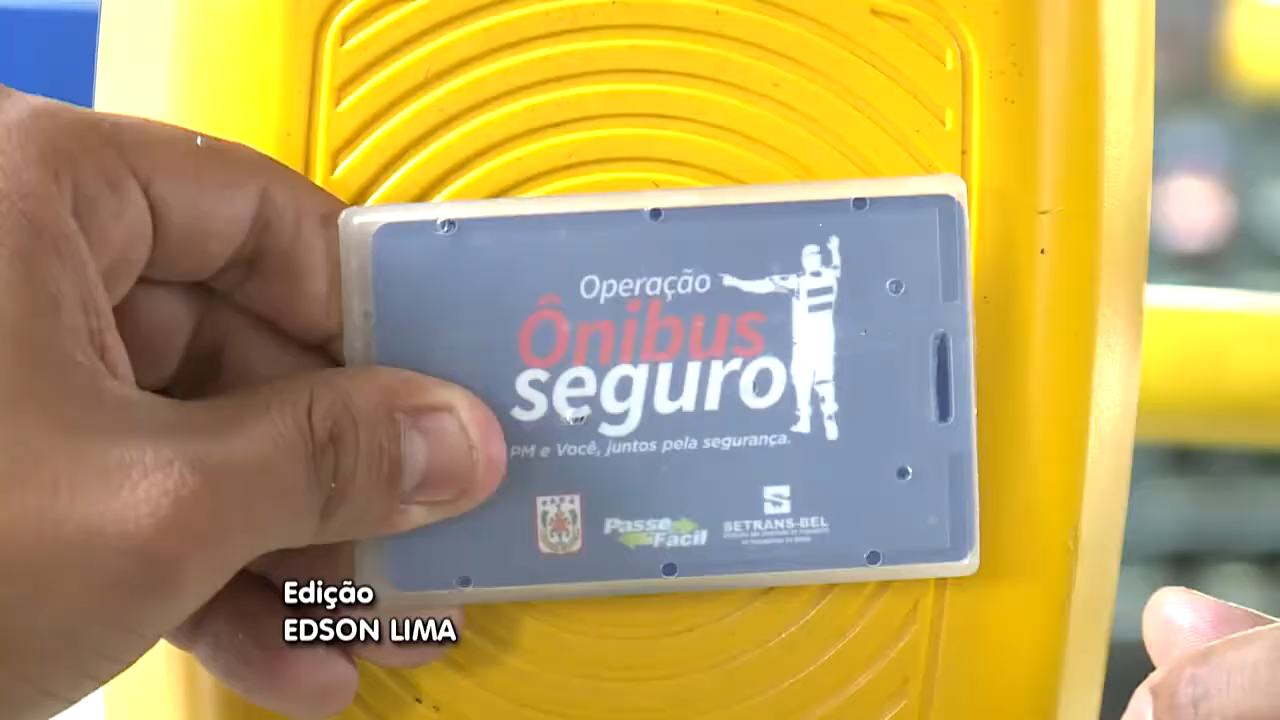 Operação
Ônibus
seguro
PM e Você, juntos pela segurança.
Passe
Fácil
SETRANS-BEL
Edição
EDSON LIMA